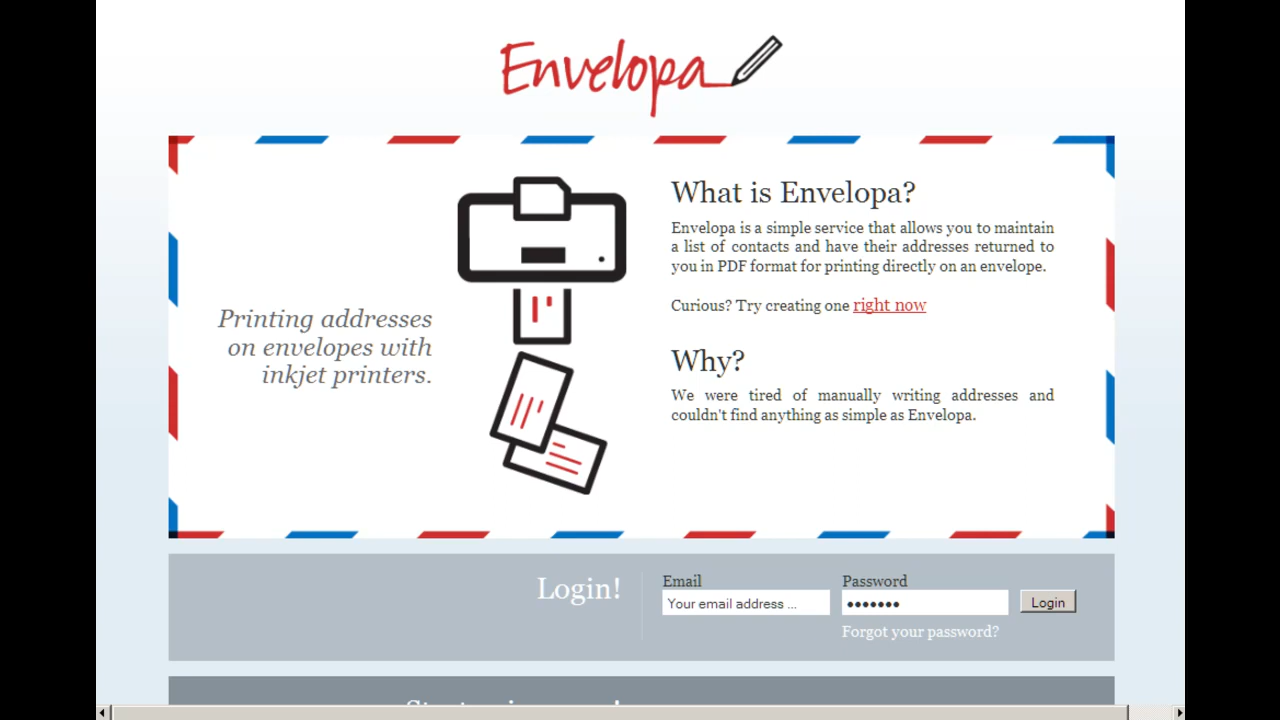 Envelopa
What is Envelopa?
Envelopa is a simple service that allows you to maintain
a list of contacts and have their addresses returned to
you in PDF format for printing directly on an envelope.
Curious? Try creating one right now
Printing addresses
on envelopes with
inkjet printers.
Why?
We were tired of manually writing addresses and
couldn't find anything as simple as Envelopa.
Login!
Email
Password
Your email address ...
•••••••
Login
Forgot your password?